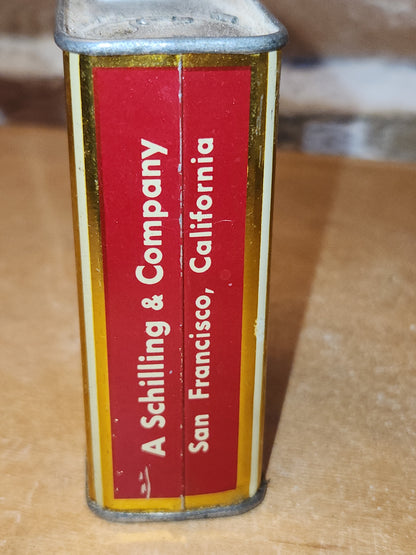 A Schilling & Company
San Francisco, California